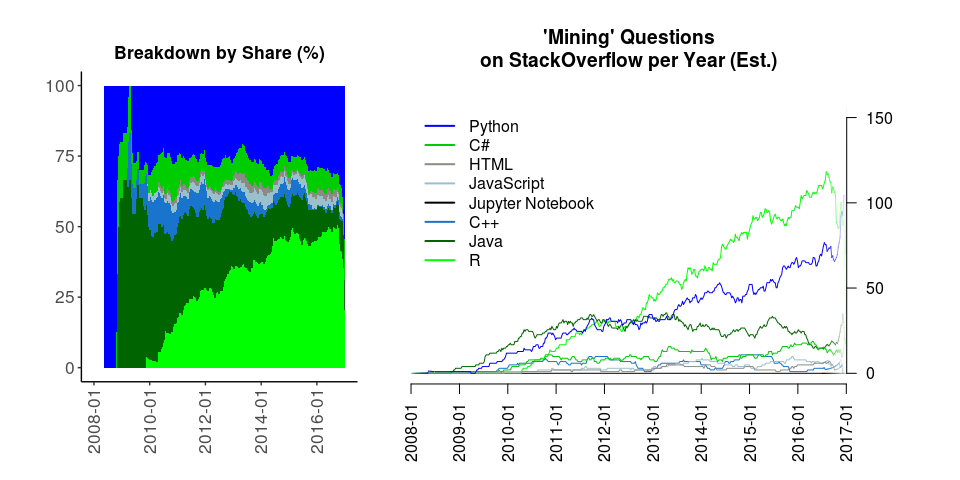 Breakdown by Share (%)
100
75
50
25
0
2008-01
2010-01
2012-01
2014-01
2016-01
'Mining' Questions
on StackOverflow per Year (Est.)
Python
C#
HTML
JavaScript
Jupyter Notebook
C++
Java
R
150
100
50
0
2008-01
2009-01
2010-01
2011-01
2012-01
2013-01
2014-01
2015-01
2016-01
2017-01